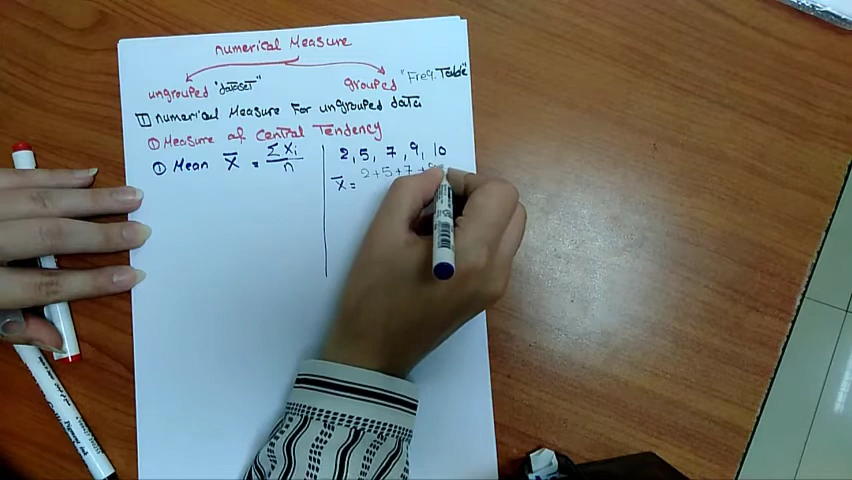 numerical Measure
ungrouped "dataset" grouped "Freq. Table"
1 numerical Measure For ungrouped data
1 Measure of Central Tendency
1 Mean X̄ = ΣXi / n
2, 5, 7, 9, 10
X̄ = 2+5+7+